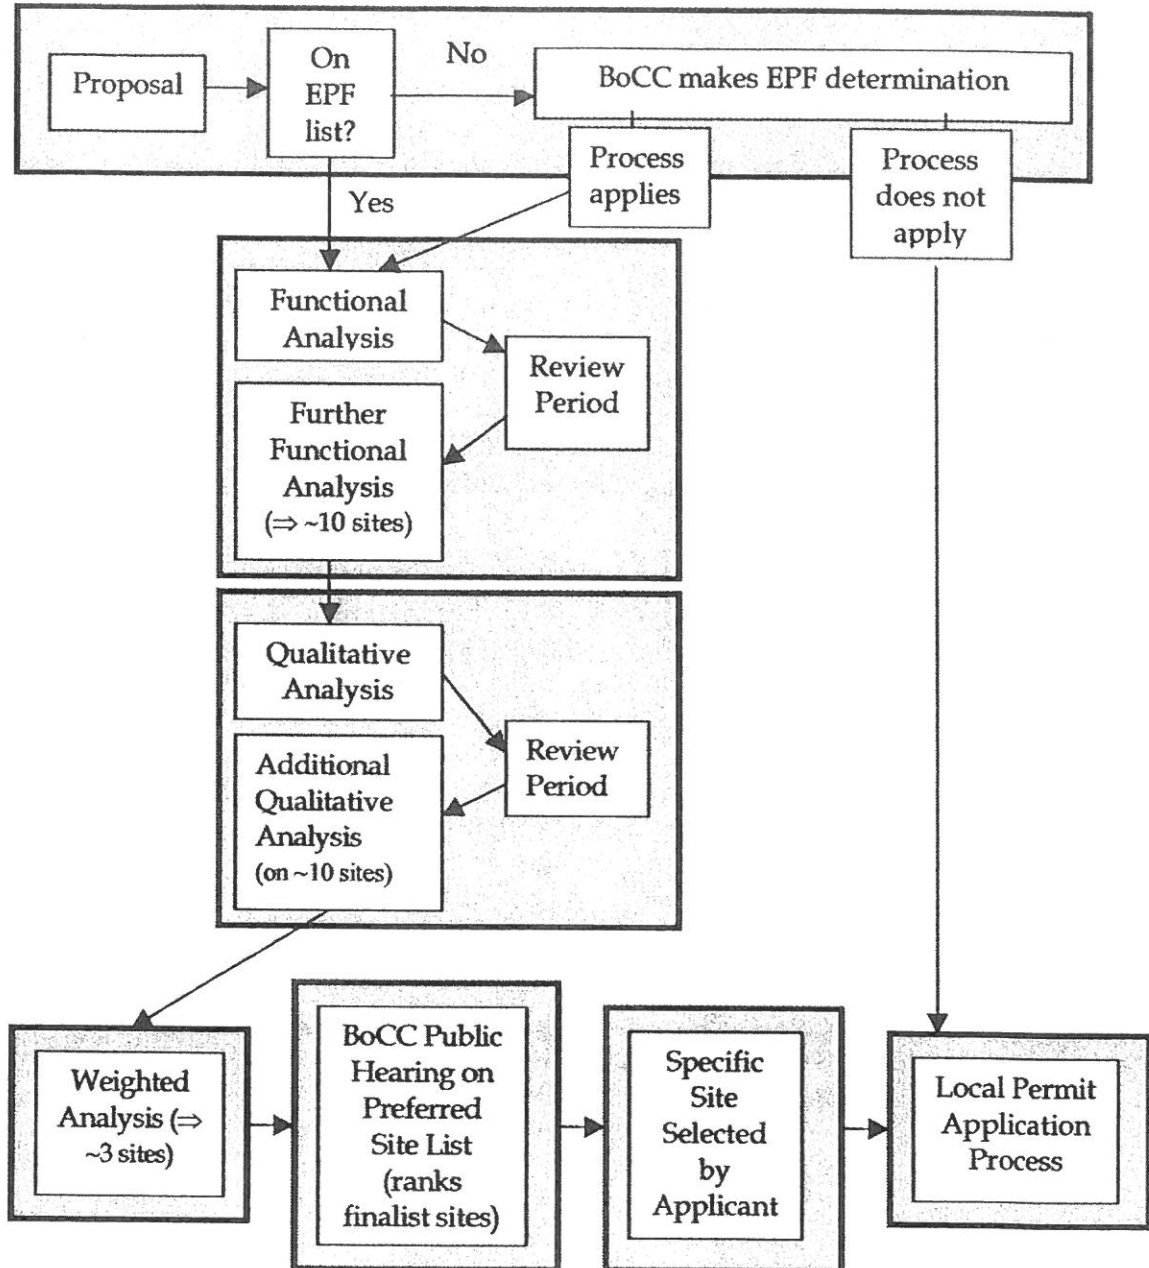 Proposal
On
EPF
list?
No
BoCC makes EPF determination
Process
applies
Process
does not
apply
Yes
Functional
Analysis
Review
Period
Further
Functional
Analysis
(⇒ ~10 sites)
Qualitative
Analysis
Review
Period
Additional
Qualitative
Analysis
(on ~10 sites)
Weighted
Analysis (⇒
~3 sites)
BoCC Public
Hearing on
Preferred
Site List
(ranks
finalist sites)
Specific
Site
Selected
by
Applicant
Local Permit
Application
Process